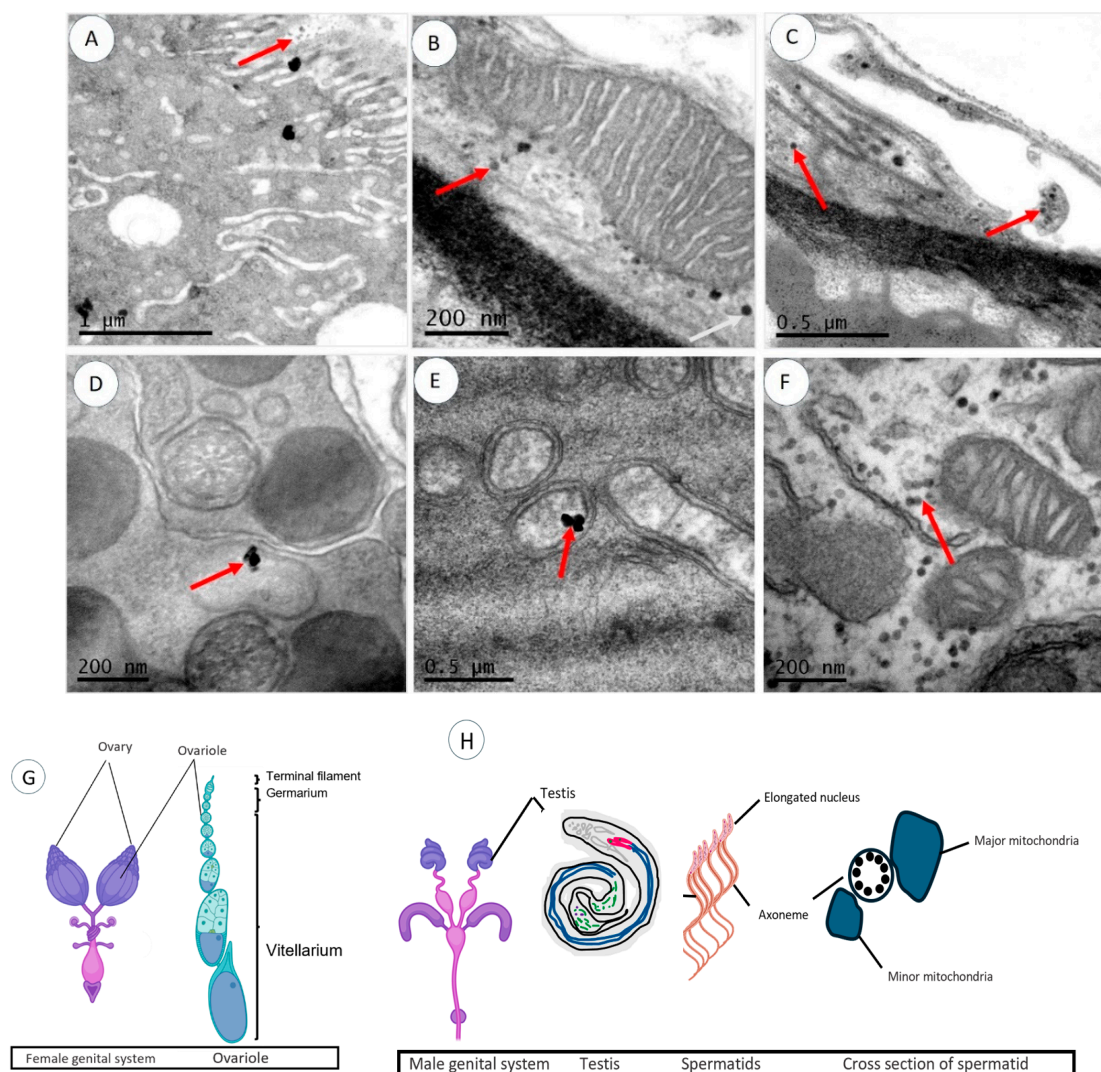 A
B
C
1 µm
200 nm
0.5 µm
D
E
F
200 nm
0.5 µm
200 nm
G
Ovary
Ovariole
Terminal filament
Germarium
Vitellarium
Female genital system
Ovariole
H
Testis
Elongated nucleus
Major mitochondria
Axoneme
Minor mitochondria
Male genital system
Testis
Spermatids
Cross section of spermatid